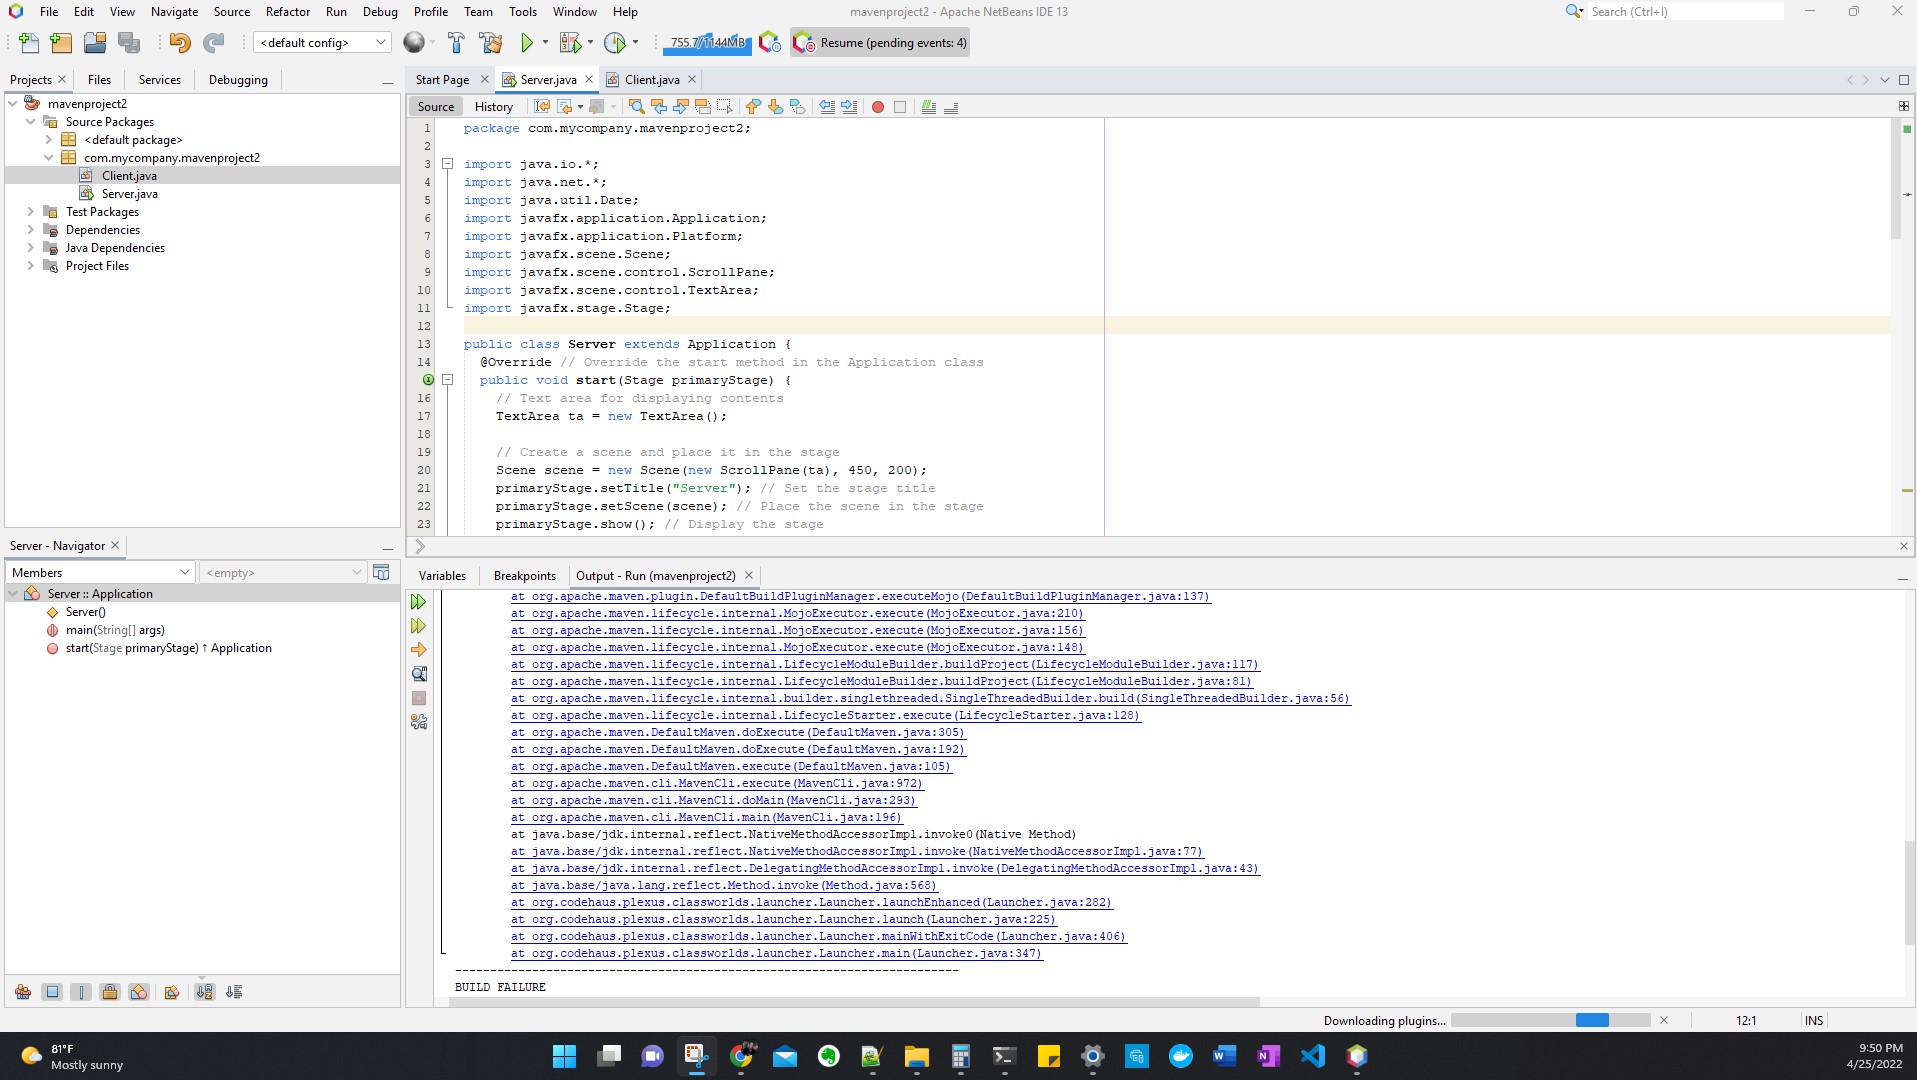 File Edit View Navigate Source Refactor Run Debug Profile Team Tools Window Help
mavenproject2 - Apache NetBeans IDE 13
Search (Ctrl+I)
<default config>
755.7/1144MB
Resume (pending events: 4)
Projects Files Services Debugging
mavenproject2
Source Packages
<default package>
com.mycompany.mavenproject2
Client.java
Server.java
Test Packages
Dependencies
Java Dependencies
Project Files
Start Page Server.java Client.java
Source History
1 package com.mycompany.mavenproject2;
2
3 import java.io.*;
4 import java.net.*;
5 import java.util.Date;
6 import javafx.application.Application;
7 import javafx.application.Platform;
8 import javafx.scene.Scene;
9 import javafx.scene.control.ScrollPane;
10 import javafx.scene.control.TextArea;
11 import javafx.stage.Stage;
12
13 public class Server extends Application {
14 @Override // Override the start method in the Application class
public void start(Stage primaryStage) {
16 // Text area for displaying contents
17 TextArea ta = new TextArea();
18
19 // Create a scene and place it in the stage
20 Scene scene = new Scene(new ScrollPane(ta), 450, 200);
21 primaryStage.setTitle("Server"); // Set the stage title
22 primaryStage.setScene(scene); // Place the scene in the stage
23 primaryStage.show(); // Display the stage
Server - Navigator
Members
<empty>
Server :: Application
Server()
main(String[] args)
start(Stage primaryStage) ↑ Application
Variables Breakpoints Output - Run (mavenproject2)
at org.apache.maven.plugin.DefaultBuildPluginManager.executeMojo(DefaultBuildPluginManager.java:137)
at org.apache.maven.lifecycle.internal.MojoExecutor.execute(MojoExecutor.java:210)
at org.apache.maven.lifecycle.internal.MojoExecutor.execute(MojoExecutor.java:156)
at org.apache.maven.lifecycle.internal.MojoExecutor.execute(MojoExecutor.java:148)
at org.apache.maven.lifecycle.internal.LifecycleModuleBuilder.buildProject(LifecycleModuleBuilder.java:117)
at org.apache.maven.lifecycle.internal.LifecycleModuleBuilder.buildProject(LifecycleModuleBuilder.java:81)
at org.apache.maven.lifecycle.internal.builder.singlethreaded.SingleThreadedBuilder.build(SingleThreadedBuilder.java:56)
at org.apache.maven.lifecycle.internal.LifecycleStarter.execute(LifecycleStarter.java:128)
at org.apache.maven.DefaultMaven.doExecute(DefaultMaven.java:305)
at org.apache.maven.DefaultMaven.doExecute(DefaultMaven.java:192)
at org.apache.maven.DefaultMaven.execute(DefaultMaven.java:105)
at org.apache.maven.cli.MavenCli.execute(MavenCli.java:972)
at org.apache.maven.cli.MavenCli.doMain(MavenCli.java:293)
at org.apache.maven.cli.MavenCli.main(MavenCli.java:196)
at java.base/jdk.internal.reflect.NativeMethodAccessorImpl.invoke0(Native Method)
at java.base/jdk.internal.reflect.NativeMethodAccessorImpl.invoke(NativeMethodAccessorImpl.java:77)
at java.base/jdk.internal.reflect.DelegatingMethodAccessorImpl.invoke(DelegatingMethodAccessorImpl.java:43)
at java.base/java.lang.reflect.Method.invoke(Method.java:568)
at org.codehaus.plexus.classworlds.launcher.Launcher.launchEnhanced(Launcher.java:282)
at org.codehaus.plexus.classworlds.launcher.Launcher.launch(Launcher.java:225)
at org.codehaus.plexus.classworlds.launcher.Launcher.mainWithExitCode(Launcher.java:406)
at org.codehaus.plexus.classworlds.launcher.Launcher.main(Launcher.java:347)
------------------------------------------------------------------------
BUILD FAILURE
Downloading plugins... 12:1 INS
81°F
Mostly sunny
9:50 PM
4/25/2022